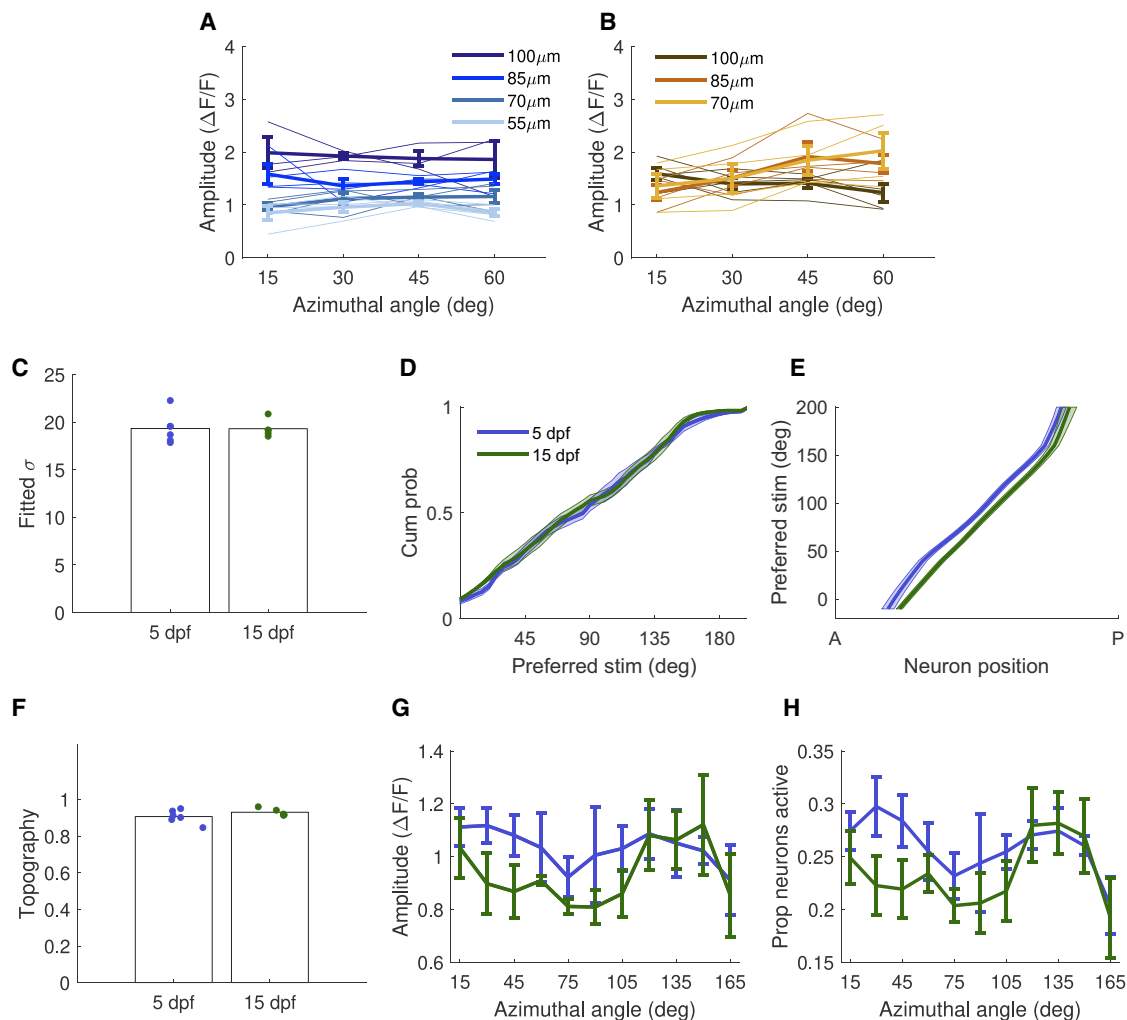 A
Amplitude (ΔF/F)
4
3
2
1
0
100μm
85μm
70μm
55μm
15 30 45 60
Azimuthal angle (deg)
B
Amplitude (ΔF/F)
4
3
2
1
0
100μm
85μm
70μm
15 30 45 60
Azimuthal angle (deg)
C
Fitted σ
25
20
15
10
5
0
5 dpf 15 dpf
D
Cum prob
1
0.5
0
5 dpf
15 dpf
45 90 135 180
Preferred stim (deg)
E
Preferred stim (deg)
200
150
100
50
0
A P
Neuron position
F
Topography
1
0.8
0.6
0.4
0.2
0
5 dpf 15 dpf
G
Amplitude (ΔF/F)
1.4
1.2
1.0
0.8
0.6
15 45 75 105 135 165
Azimuthal angle (deg)
H
Prop neurons active
0.35
0.3
0.25
0.2
0.15
15 45 75 105 135 165
Azimuthal angle (deg)